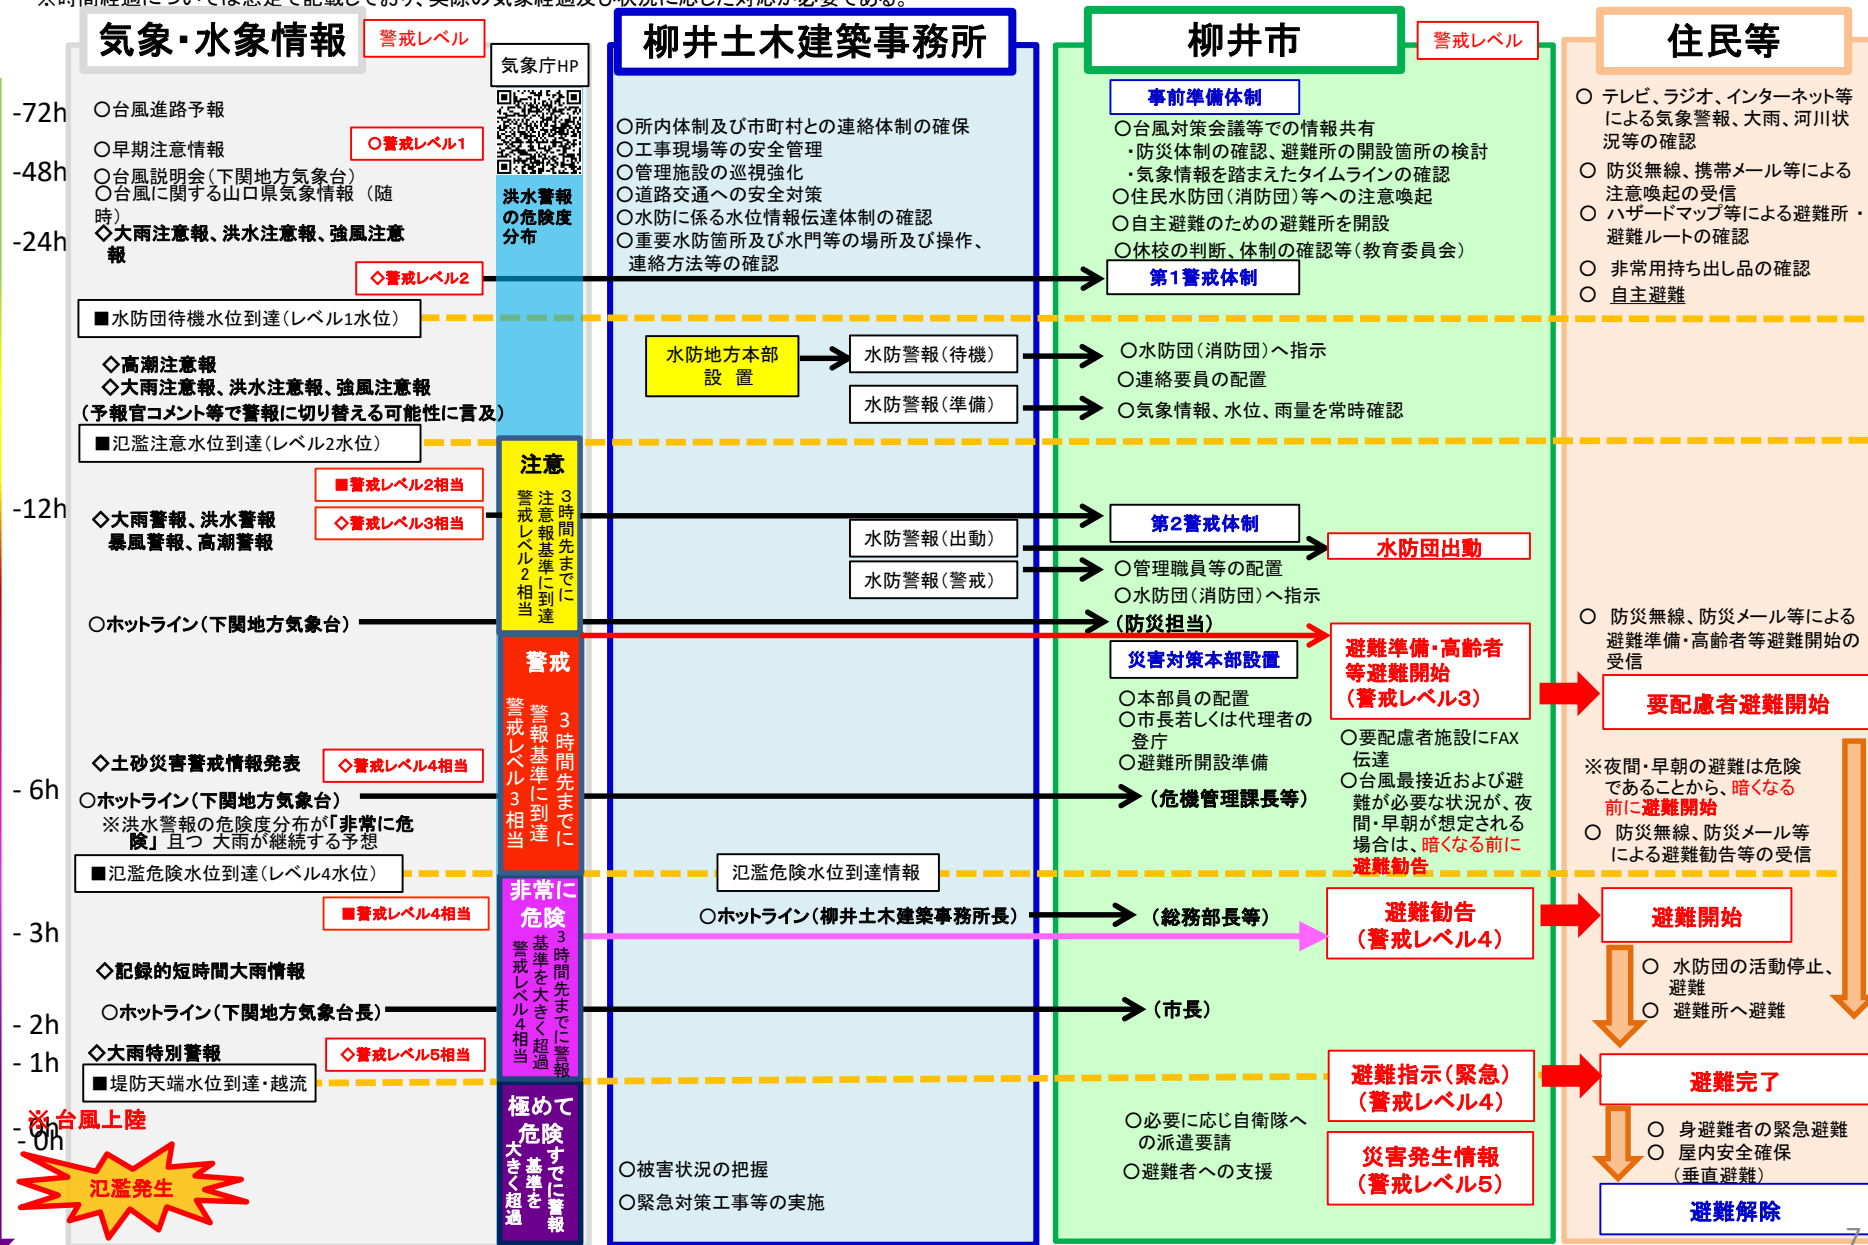 ※時間経過については想定で記載しており、実際の気象経過及び状況に応じた対応が必要である。
気象・水象情報
警戒レベル
気象庁HP
柳井土木建築事務所
柳井市
警戒レベル
住民等
-72h
-48h
-24h
-12h
- 6h
- 3h
- 2h
- 1h
- 0h
○台風進路予報
○早期注意情報
○警戒レベル1
○台風説明会(下関地方気象台)
○台風に関する山口県気象情報（随
時）
◇大雨注意報、洪水注意報、強風注意
報
◇警戒レベル2
■水防団待機水位到達(レベル1水位)
◇高潮注意報
◇大雨注意報、洪水注意報、強風注意報
(予報官コメント等で警報に切り替える可能性に言及)
■氾濫注意水位到達(レベル2水位)
■警戒レベル2相当
◇大雨警報、洪水警報
暴風警報、高潮警報
◇警戒レベル3相当
○ホットライン(下関地方気象台)
◇土砂災害警戒情報発表
◇警戒レベル4相当
○ホットライン(下関地方気象台)
※洪水警報の危険度分布が「非常に危
険」且つ 大雨が継続する予想
■氾濫危険水位到達(レベル4水位)
■警戒レベル4相当
◇記録的短時間大雨情報
○ホットライン(下関地方気象台長)
◇大雨特別警報
◇警戒レベル5相当
■堤防天端水位到達・越流
※台風上陸
氾濫発生
洪水警報
の危険度
分布
注意
3時間先までに
注意報基準に到達
警戒レベル2相当
警戒
3時間先までに
警報基準に到達
警戒レベル3相当
非常に
危険
3時間先までに警報
基準を大きく超過
警戒レベル4相当
極めて
危険
すでに警報
基準を
大きく超過
○所内体制及び市町村との連絡体制の確保
○工事現場等の安全管理
○管理施設の巡視強化
○道路交通への安全対策
○水防に係る水位情報伝達体制の確認
○重要水防箇所及び水門等の場所及び操作、
連絡方法等の確認
水防地方本部
設 置
水防警報(待機)
水防警報(準備)
水防警報(出動)
水防警報(警戒)
氾濫危険水位到達情報
○ホットライン(柳井土木建築事務所長)
○被害状況の把握
○緊急対策工事等の実施
事前準備体制
○台風対策会議等での情報共有
・防災体制の確認、避難所の開設箇所の検討
・気象情報を踏まえたタイムラインの確認
○住民水防団(消防団)等への注意喚起
○自主避難のための避難所を開設
○休校の判断、体制の確認等(教育委員会)
第1警戒体制
○水防団(消防団)へ指示
○連絡要員の配置
○気象情報、水位、雨量を常時確認
第2警戒体制
水防団出動
○管理職員等の配置
○水防団(消防団)へ指示
(防災担当)
災害対策本部設置
避難準備・高齢者
等避難開始
(警戒レベル3)
○本部員の配置
○市長若しくは代理者の
登庁
○避難所開設準備
○要配慮者施設にFAX
伝達
○台風最接近および避
難が必要な状況が、夜
間・早朝が想定される
場合は、暗くなる前に
避難勧告
(危機管理課長等)
(総務部長等)
避難勧告
(警戒レベル4)
(市長)
避難指示(緊急)
(警戒レベル4)
○必要に応じ自衛隊へ
の派遣要請
○避難者への支援
災害発生情報
(警戒レベル5)
○ テレビ、ラジオ、インターネット等
による気象警報、大雨、河川状
況等の確認
○ 防災無線、携帯メール等による
注意喚起の受信
○ ハザードマップ等による避難所・
避難ルートの確認
○ 非常用持ち出し品の確認
○ 自主避難
○ 防災無線、防災メール等による
避難準備・高齢者等避難開始の
受信
要配慮者避難開始
※夜間・早朝の避難は危険
であることから、暗くなる
前に避難開始
○ 防災無線、防災メール等
による避難勧告等の受信
避難開始
○ 水防団の活動停止、
避難
○ 避難所へ避難
避難完了
○ 身避難者の緊急避難
○ 屋内安全確保
(垂直避難)
避難解除
7